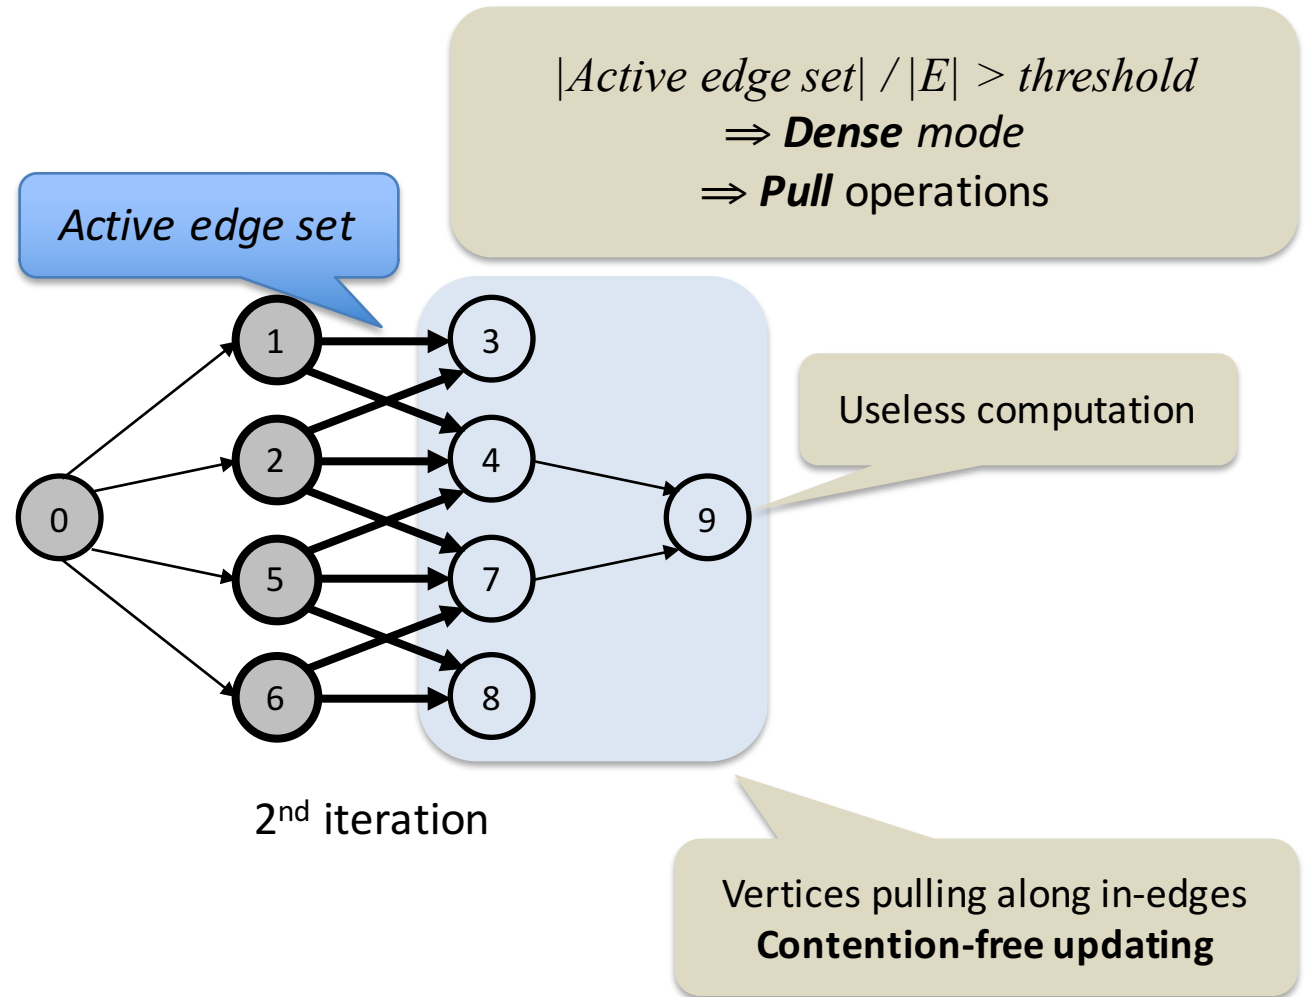 |Active edge set| / |E| > threshold
⇒ Dense mode
⇒ Pull operations
Active edge set
1
3
2
4
Useless computation
0
9
5
7
6
8
2nd iteration
Vertices pulling along in-edges
Contention-free updating